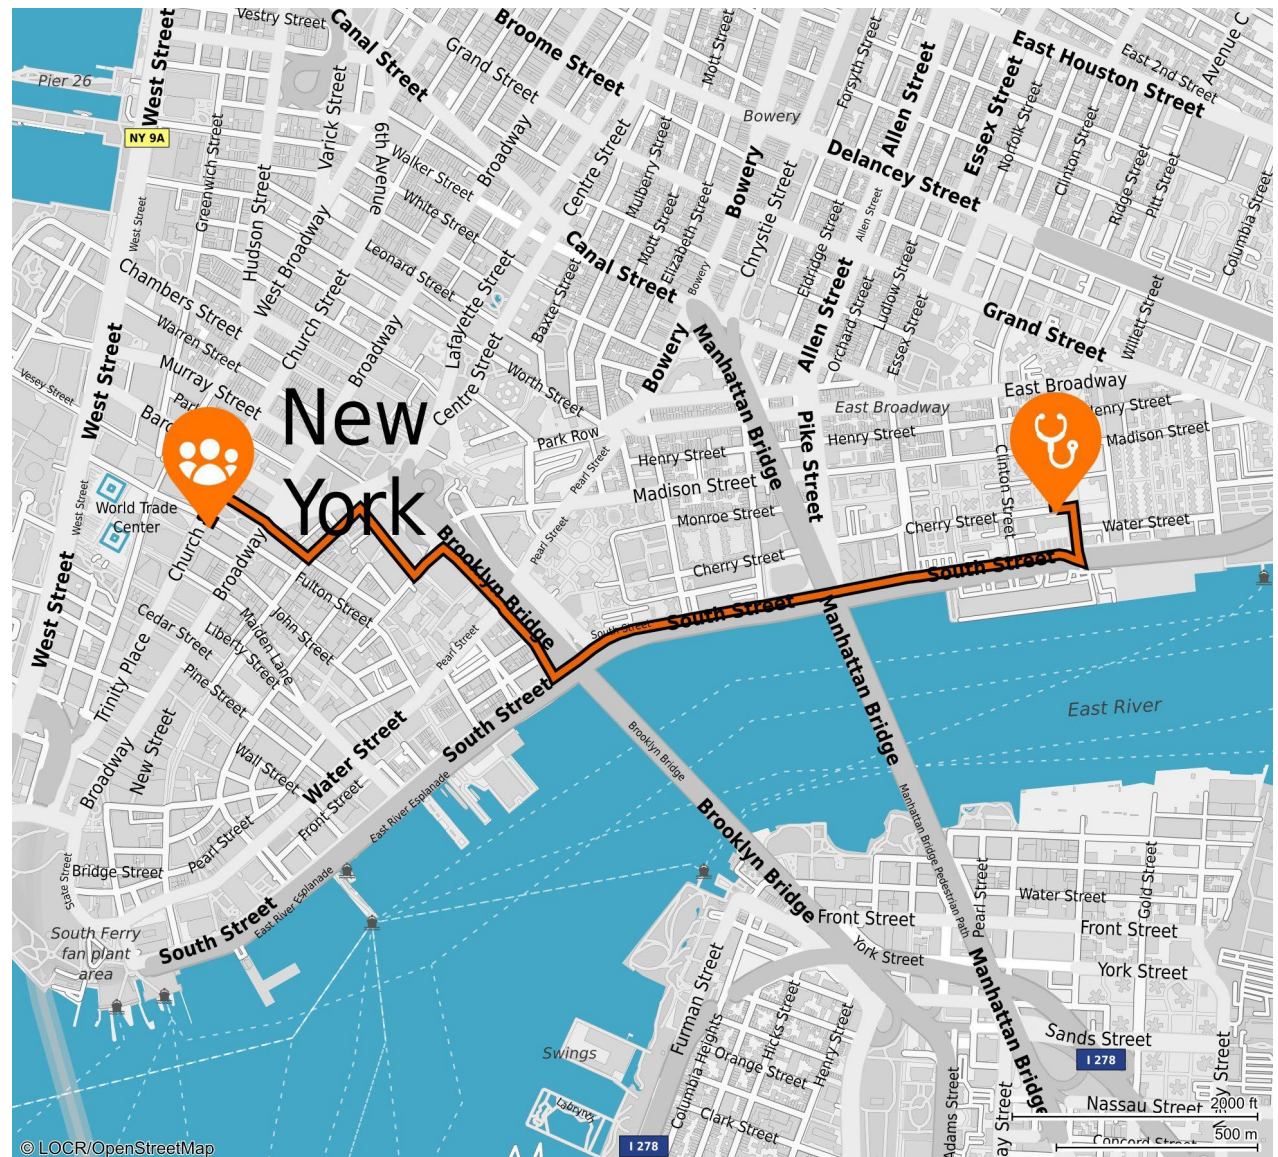 Vestry Street
Canal Street
Broome Street
Grand Street
Mott Street
Forsyth Street
Allen Street
East Houston Street
East 2nd Street
Avenue C
Pier 26
West Street
NY 9A
Varick Street
6th Avenue
Broadway
Walker Street
White Street
Centre Street
Mulberry Street
Bowery
Bowery
Delancey Street
Essex Street
Norfolk Street
Clinton Street
Ridge Street
Pitt Street
Columbia Street
Greenwich Street
West Street
Hudson Street
West Broadway
Leonard Street
Lafayette Street
Canal Street
Mott Street
Elizabeth Street
Chrystie Street
Eldridge Street
Allen Street
Chambers Street
Warren Street
Murray Street
Church Street
Broadway
Centre Street
Baxter Street
Worth Street
Bowery
Bowery
Manhattan Bridge
Allen Street
Orchard Street
Ludlow Street
Essex Street
Grand Street
Willett Street
Vesey Street
West Street
New
York
Park Row
Pearl Street
Henry Street
Madison Street
Monroe Street
Cherry Street
Pike Street
East Broadway
East Broadway
Henry Street
Henry Street
Madison Street
Clinton Street
Cherry Street
Water Street
West Street
World Trade
Center
Church
Broadway
Fulton Street
Brooklyn Bridge
Pearl Street
South Street
South Street
South Street
West Street
Cedar Street
Liberty Street
Maiden Lane
John Street
Pearl Street
Trinity Place
Pine Street
Broadway
New Street
Wall Street
Water Street
South Street
Manhattan Bridge
East River
Front Street
Pearl Street
East River Esplanade
Brooklyn Bridge
Brooklyn Bridge
Manhattan Bridge Pedestrian Path
Bridge Street
State Street
East River Esplanade
South Street
South Ferry
fan plant
area
Pearl Street
Water Street
Gold Street
Front Street
Front Street
York Street
York Street
Manhattan Bridge
Sands Street
I 278
Furman Street
Columbia Heights
Hicks Street
Orange Street
Henry Street
Clark Street
Adams Street
Nassau Street
Concord Street
Swings
Labrynth
I 278
2000 ft
500 m
© LOCR/OpenStreetMap